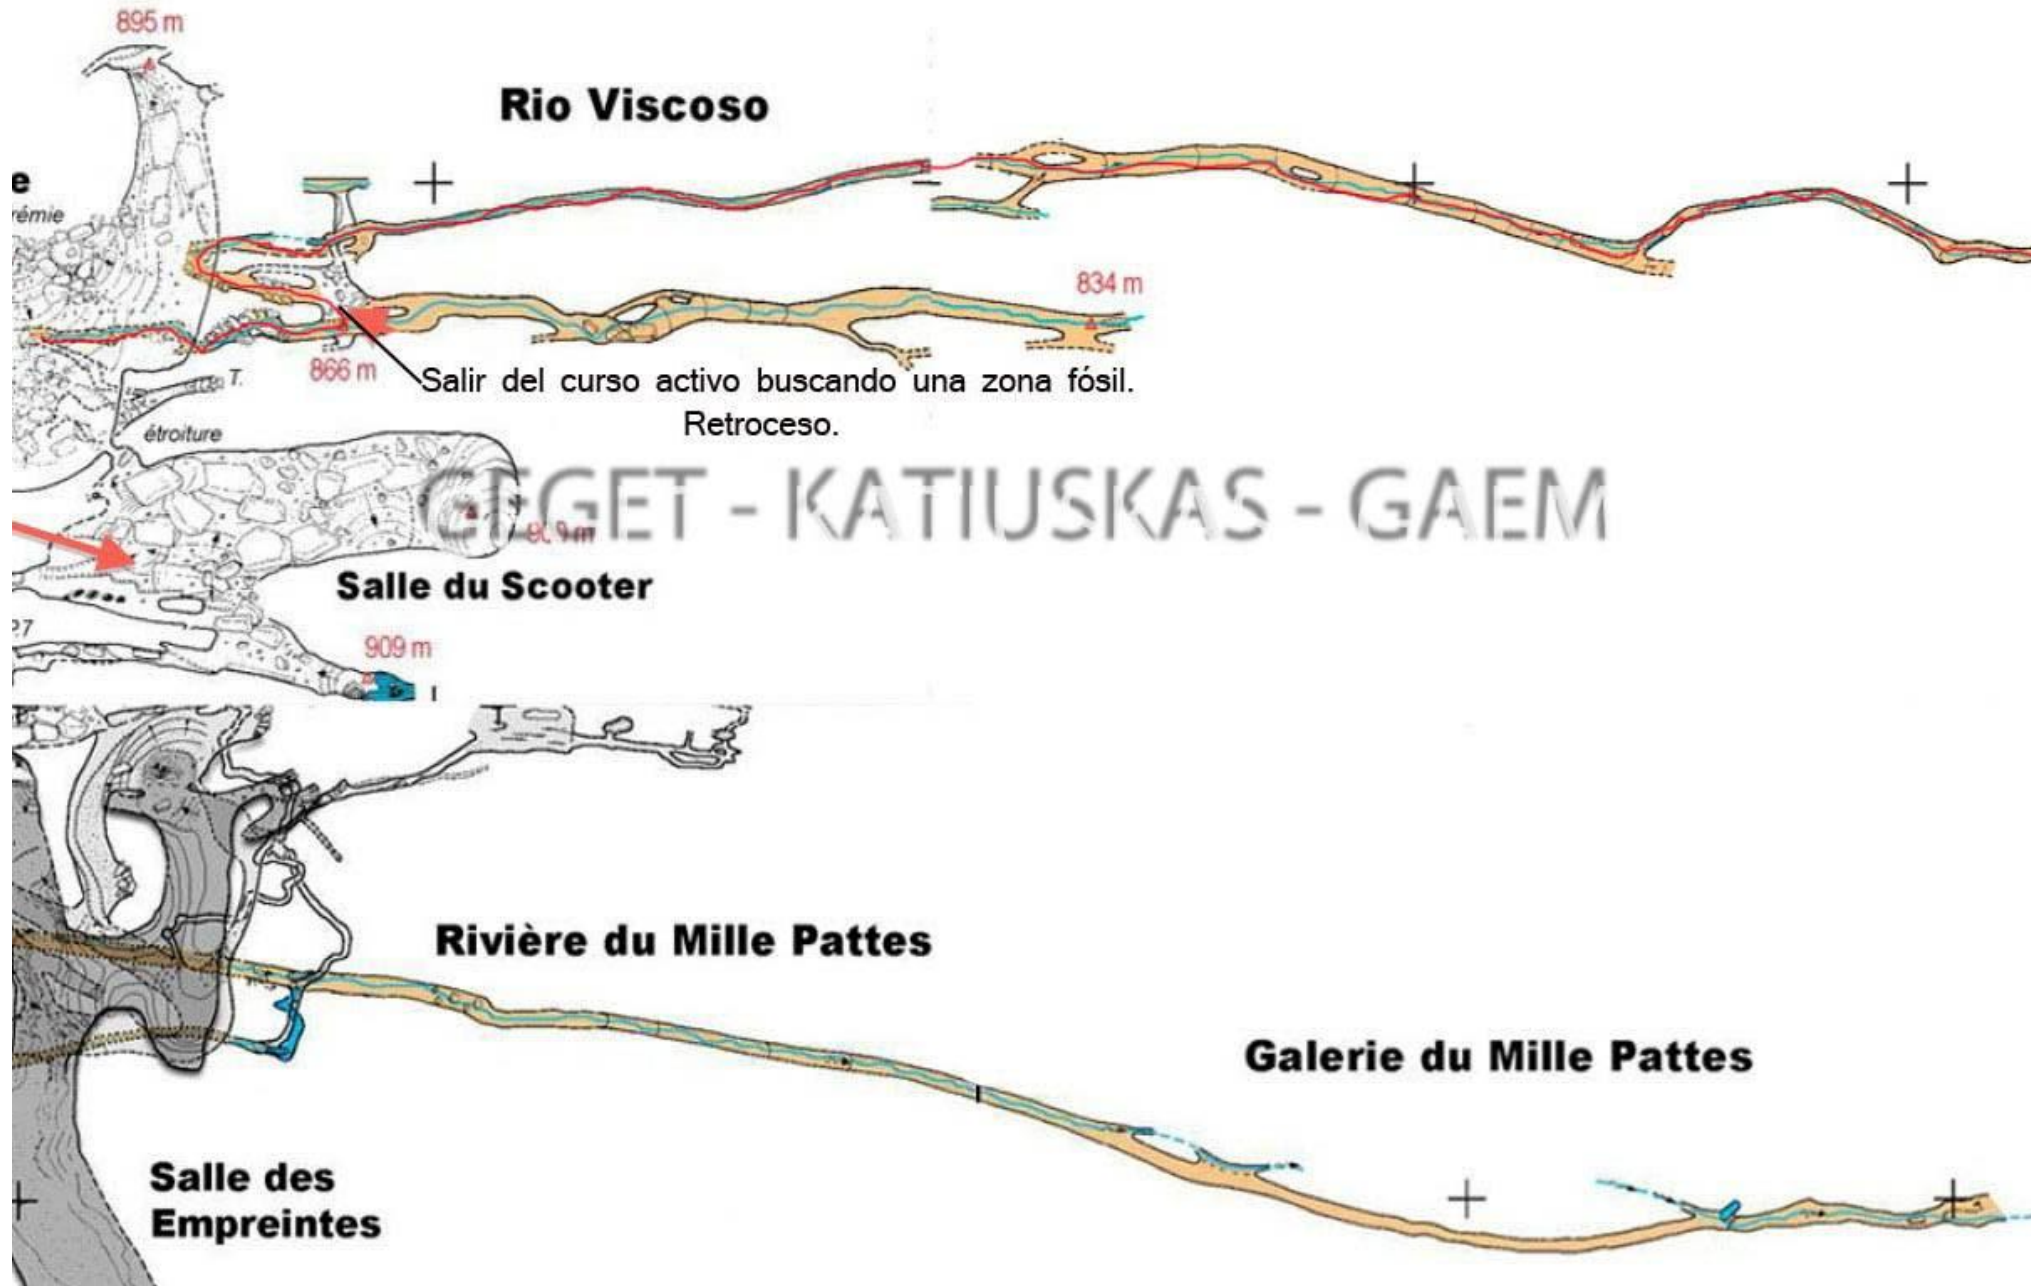 895 m
Rio Viscoso
e
rémie
834 m
866 m
Salir del curso activo buscando una zona fósil.
Retroceso.
T.
étroiture
GEGET - KATIUSKAS - GAEM
Salle du Scooter
909 m
Rivière du Mille Pattes
Galerie du Mille Pattes
Salle des
Empreintes